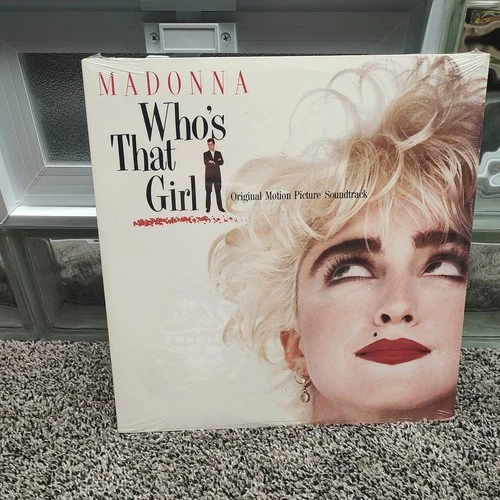 MADONNA
Who's
That
Girl
Original Motion Picture Soundtrack